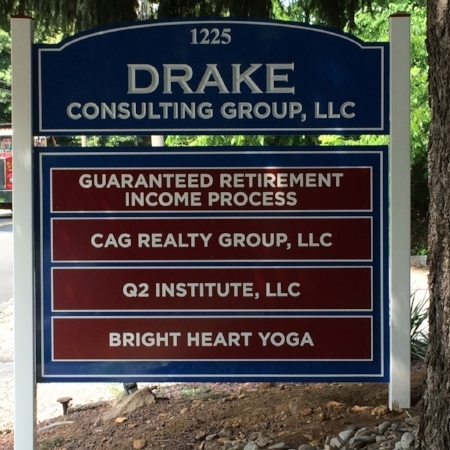 1225
DRAKE
CONSULTING GROUP, LLC
GUARANTEED RETIREMENT
INCOME PROCESS
CAG REALTY GROUP, LLC
Q2 INSTITUTE, LLC
BRIGHT HEART YOGA